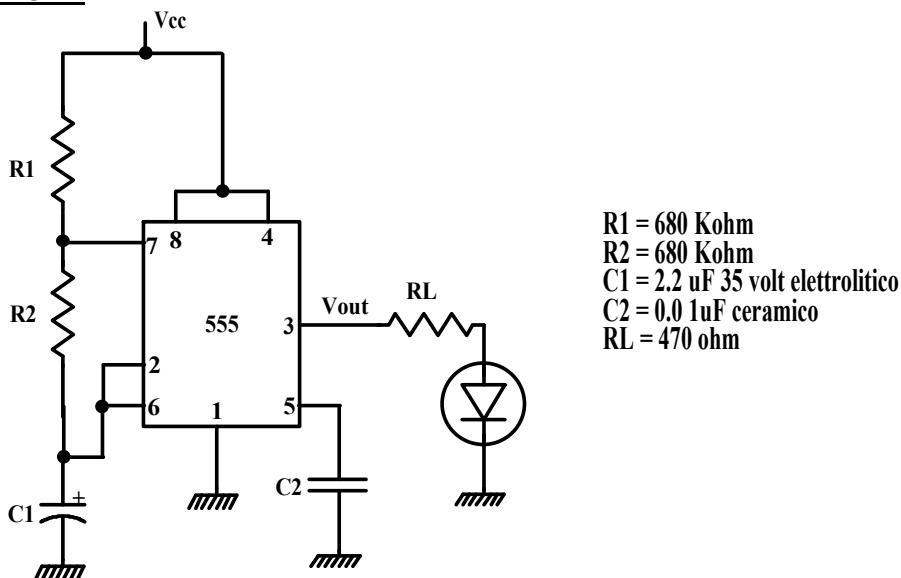 Vcc
R1
7 8 4
R2
555
3
Vout
RL
2
6
1
5
C2
C1
+
R1 = 680 Kohm
R2 = 680 Kohm
C1 = 2.2 uF 35 volt elettrolitico
C2 = 0.0 1uF ceramico
RL = 470 ohm